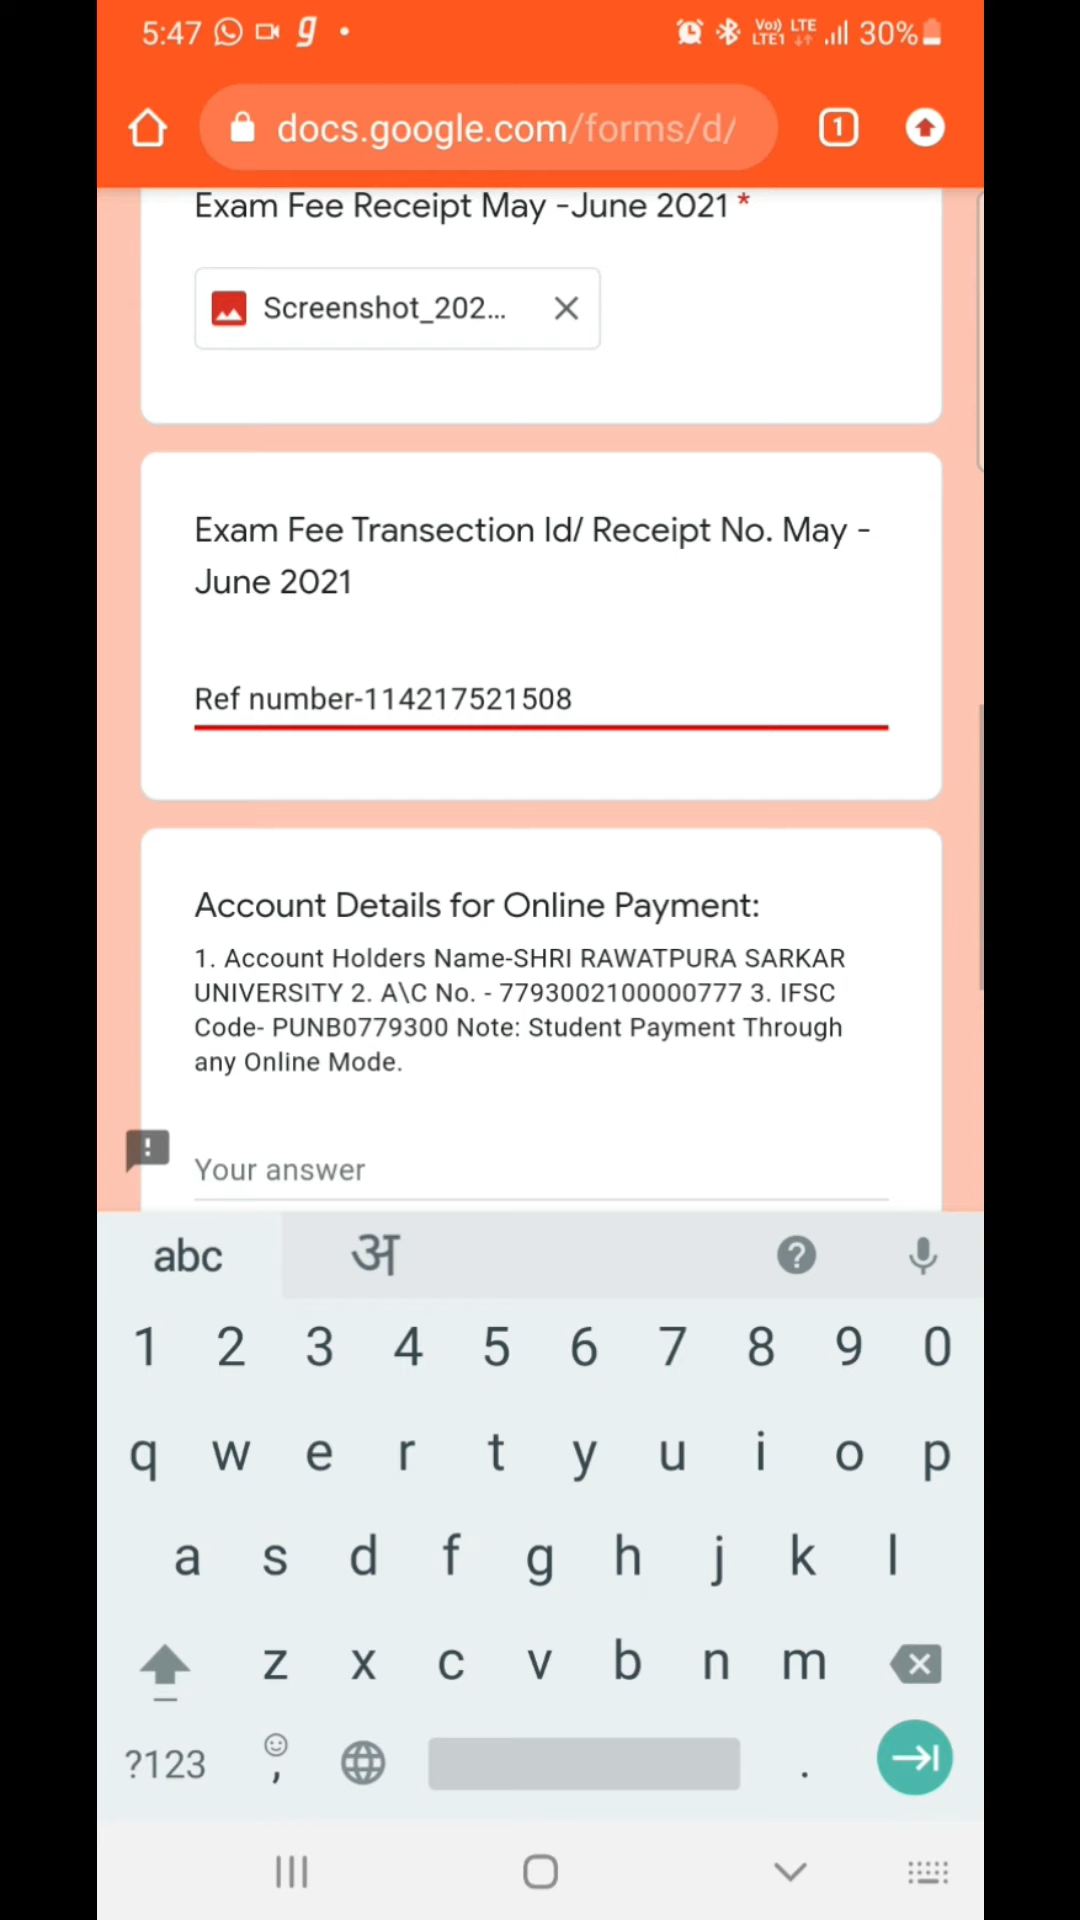 5:47 g
Vo)) LTE
LTE1 30%
docs.google.com/forms/d/
1
Exam Fee Receipt May -June 2021 *
Screenshot_202...
Exam Fee Transection Id/ Receipt No. May -
June 2021
Ref number-114217521508
Account Details for Online Payment:
1. Account Holders Name-SHRI RAWATPURA SARKAR
UNIVERSITY 2. A\C No. - 7793002100000777 3. IFSC
Code- PUNB0779300 Note: Student Payment Through
any Online Mode.
Your answer
abc अ
1 2 3 4 5 6 7 8 9 0
q w e r t y u i o p
a s d f g h j k l
z x c v b n m
?123 , .